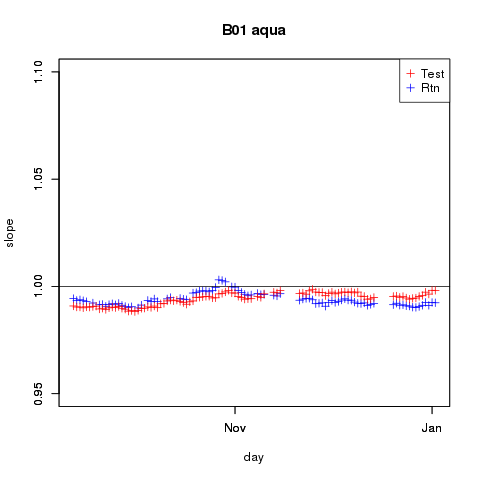 B01 aqua
Test
Rtn
slope
1.10
1.05
1.00
0.95
Nov
Jan
day